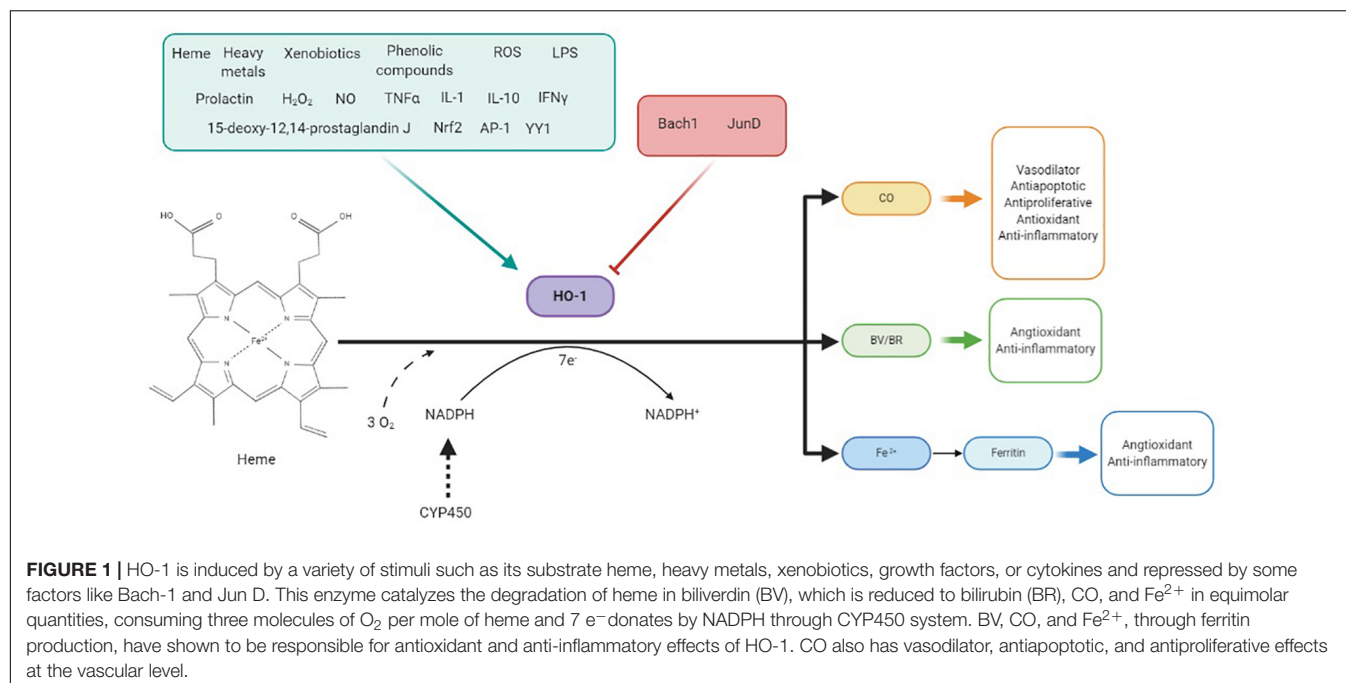 Heme Heavy metals Xenobiotics Phenolic compounds ROS LPS
Prolactin H₂O₂ NO TNFα IL-1 IL-10 IFNγ
15-deoxy-12,14-prostaglandin J Nrf2 AP-1 YY1
Bach1 JunD
HO O O OH
N N
Fe²⁺
N N
Heme
HO-1
7e⁻
3 O₂
NADPH
NADPH⁺
CYP450
CO
Vasodilator
Antiapoptotic
Antiproliferative
Antioxidant
Anti-inflammatory
BV/BR
Angtioxidant
Anti-inflammatory
Fe²⁺
Ferritin
Angtioxidant
Anti-inflammatory
FIGURE 1 | HO-1 is induced by a variety of stimuli such as its substrate heme, heavy metals, xenobiotics, growth factors, or cytokines and repressed by some
factors like Bach-1 and Jun D. This enzyme catalyzes the degradation of heme in biliverdin (BV), which is reduced to bilirubin (BR), CO, and Fe²⁺ in equimolar
quantities, consuming three molecules of O₂ per mole of heme and 7 e⁻donates by NADPH through CYP450 system. BV, CO, and Fe²⁺, through ferritin
production, have shown to be responsible for antioxidant and anti-inflammatory effects of HO-1. CO also has vasodilator, antiapoptotic, and antiproliferative effects
at the vascular level.